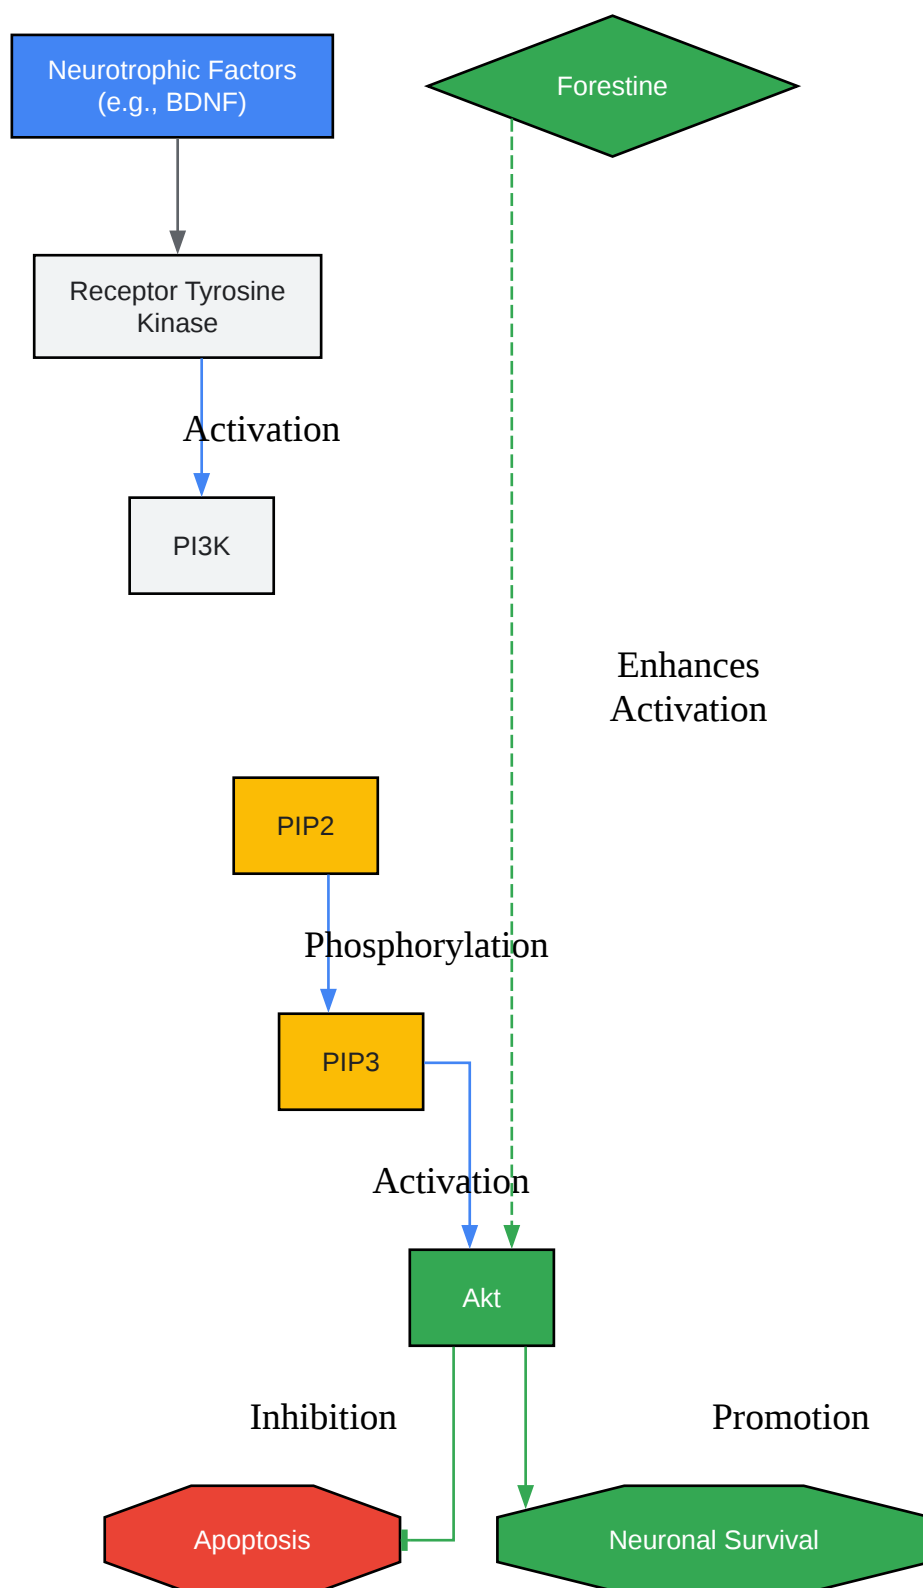 Neurotrophic Factors
(e.g., BDNF)
Forestine
Receptor Tyrosine
Kinase
Activation
PI3K
Enhances
Activation
PIP2
Phosphorylation
PIP3
Activation
Akt
Inhibition
Promotion
Apoptosis
Neuronal Survival